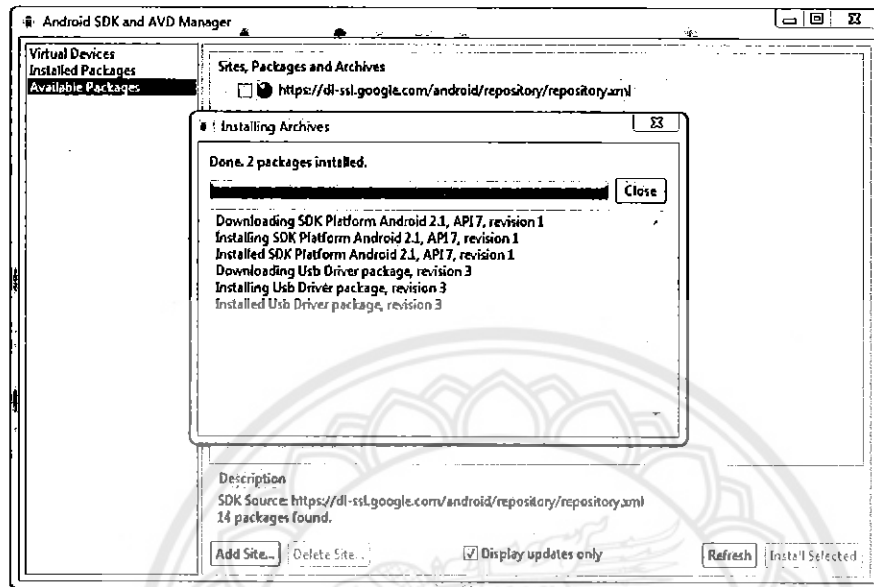 Android SDK and AVD Manager
Virtual Devices
Installed Packages
Available Packages
Sites, Packages and Archives
https://dl-ssl.google.com/android/repository/repository.xml
Installing Archives
Done. 2 packages installed.
Close
Downloading SDK Platform Android 2.1, API 7, revision 1
Installing SDK Platform Android 2.1, API 7, revision 1
Installed SDK Platform Android 2.1, API 7, revision 1
Downloading Usb Driver package, revision 3
Installing Usb Driver package, revision 3
Installed Usb Driver package, revision 3
Description
SDK Source: https://dl-ssl.google.com/android/repository/repository.xml
14 packages found.
Add Site... Delete Site... Display updates only Refresh Install Selected